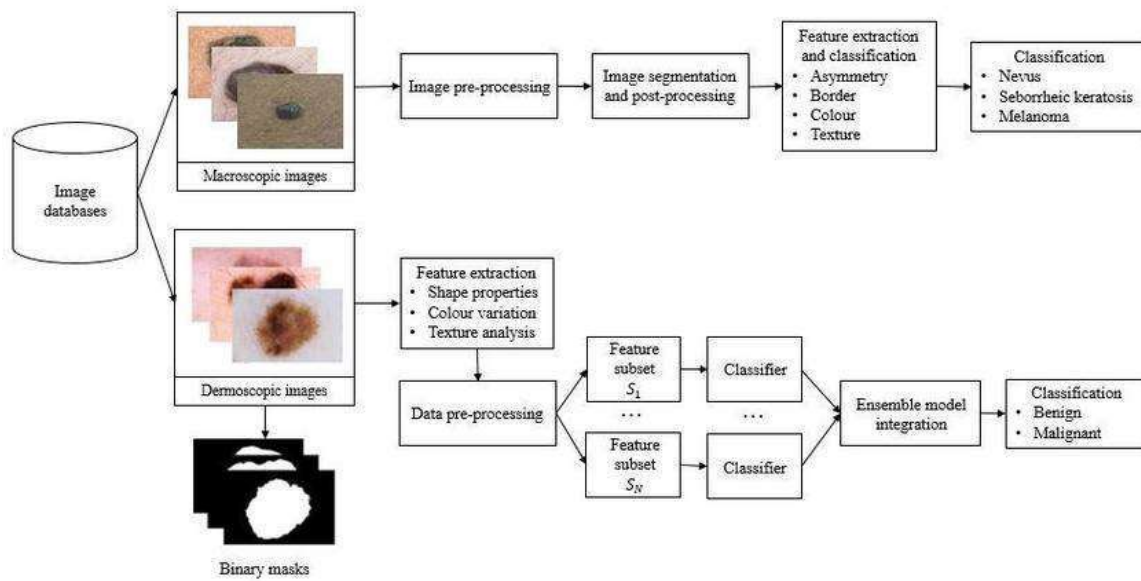 Image
databases
Macroscopic images
Image pre-processing
Image segmentation
and post-processing
Feature extraction
and classification
• Asymmetry
• Border
• Colour
• Texture
Classification
• Nevus
• Seborrheic keratosis
• Melanoma
Dermoscopic images
Binary masks
Feature extraction
• Shape properties
• Colour variation
• Texture analysis
Data pre-processing
Feature
subset
S₁
Classifier
...
...
Feature
subset
S_N
Classifier
Ensemble model
integration
Classification
• Benign
• Malignant